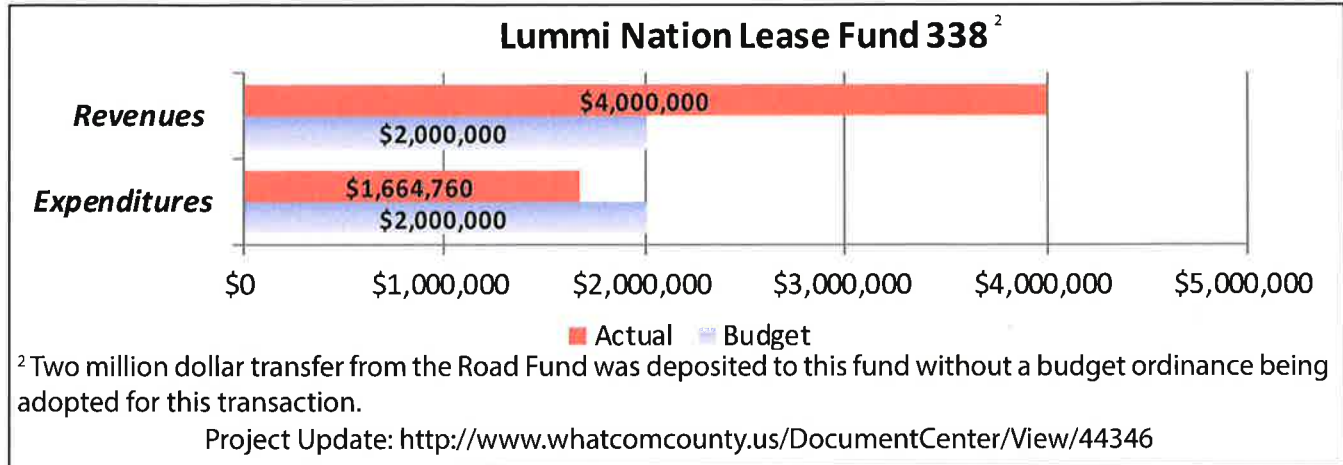 Lummi Nation Lease Fund 338 ²
Revenues
$4,000,000
$2,000,000
Expenditures
$1,664,760
$2,000,000
$0 $1,000,000 $2,000,000 $3,000,000 $4,000,000 $5,000,000
Actual Budget
² Two million dollar transfer from the Road Fund was deposited to this fund without a budget ordinance being
adopted for this transaction.
Project Update: http://www.whatcomcounty.us/DocumentCenter/View/44346